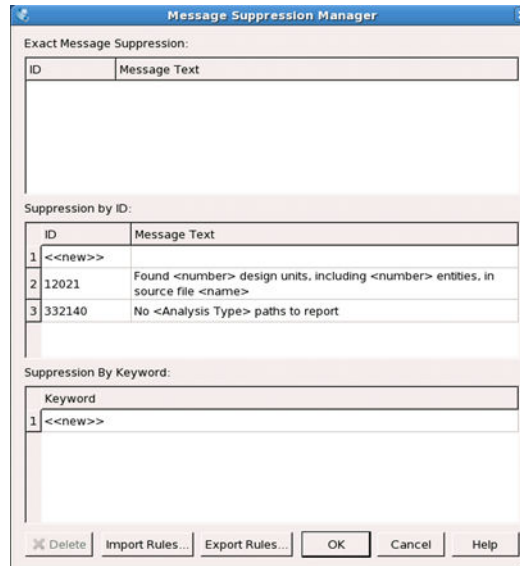 Message Suppression Manager
Exact Message Suppression:
ID Message Text
Suppression by ID:
ID Message Text
1 <<new>>
2 12021 Found <number> design units, including <number> entities, in
source file <name>
3 332140 No <Analysis Type> paths to report
Suppression By Keyword:
Keyword
1 <<new>>
Delete Import Rules... Export Rules... OK Cancel Help